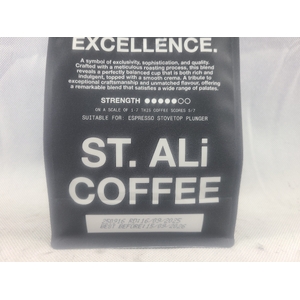 EXCELLENCE.
A symbol of exclusivity, sophistication, and quality.
Crafted with a meticulous roasting process, this blend
reveals a perfectly balanced cup that is both rich and
indulgent, topped with a smooth crema. A tribute to
exceptional craftsmanship and unmatched flavour, offering
a remarkable blend that satisfies a wide range of palates.
STRENGTH
ON A SCALE OF 1-7 THIS COFFEE SCORES 5/7
SUITABLE FOR: ESPRESSO STOVETOP PLUNGER
ST. ALi
COFFEE